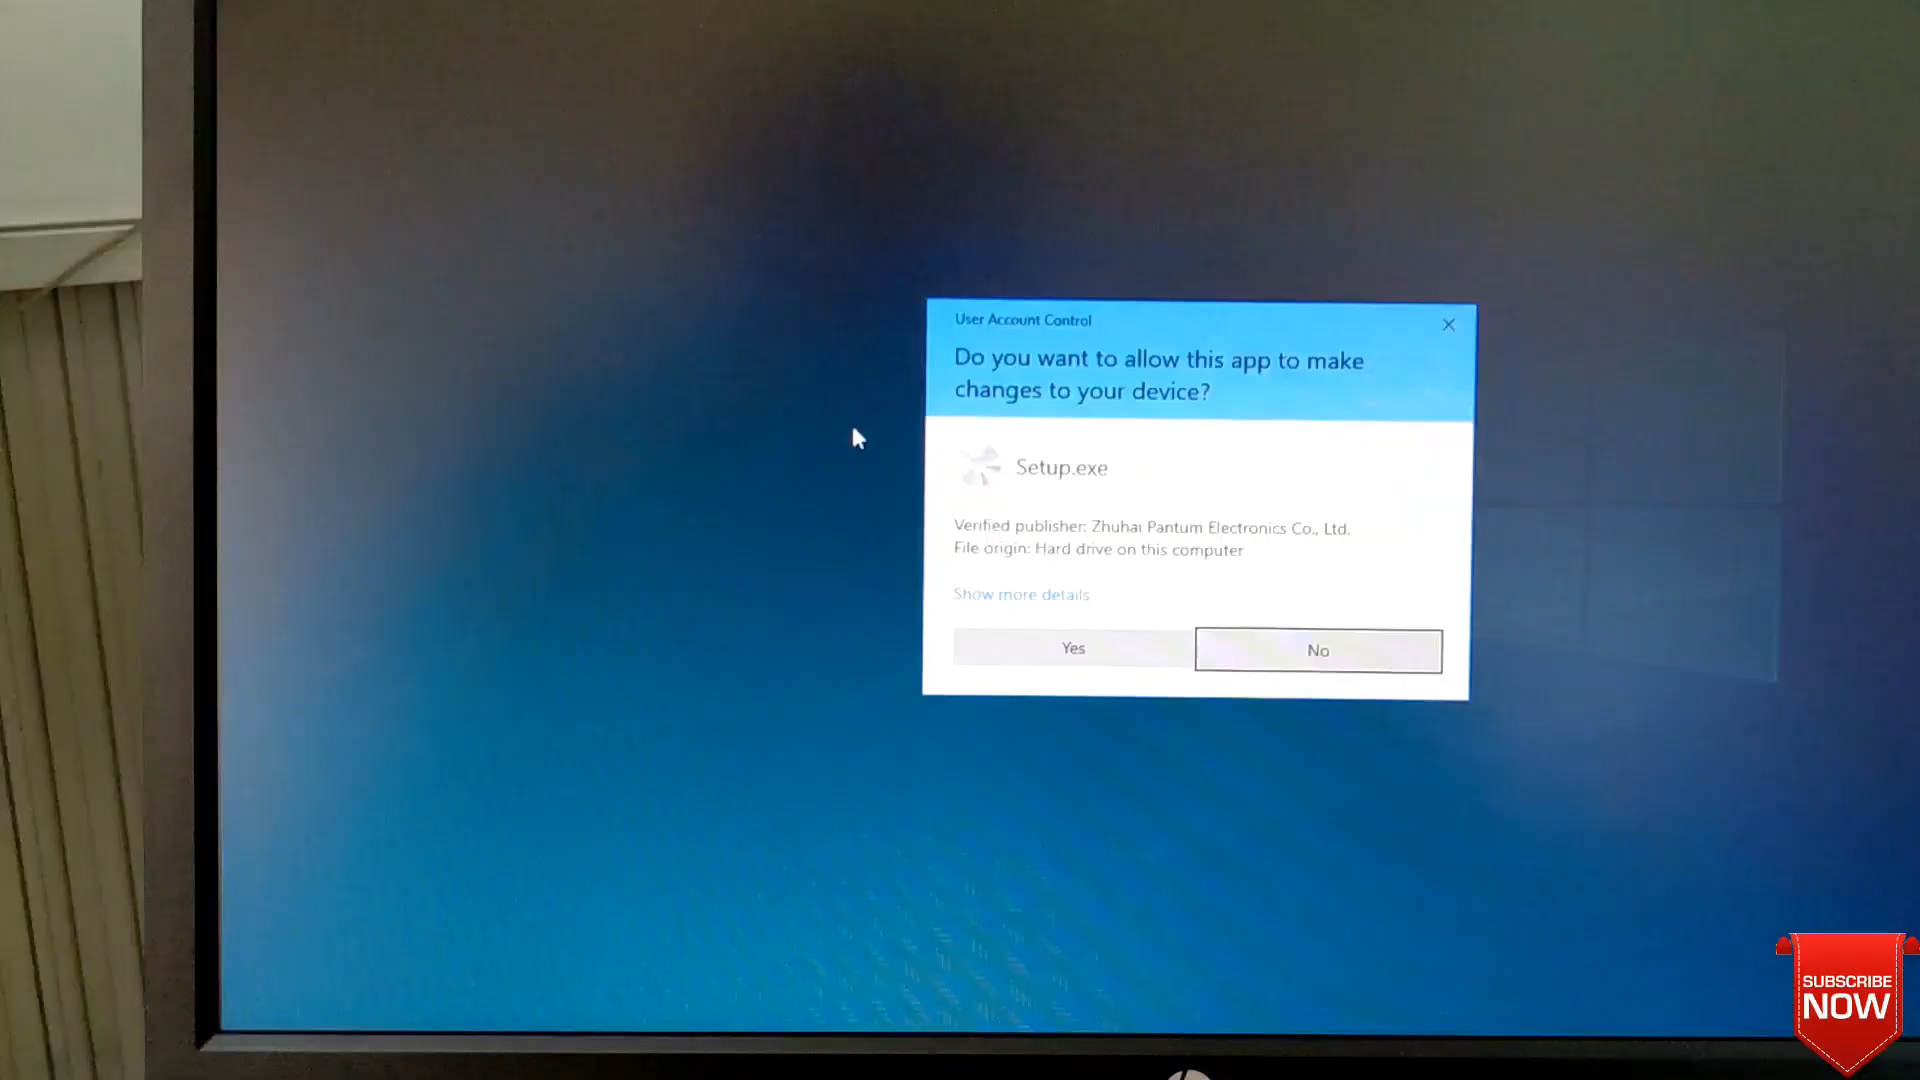 User Account Control
Do you want to allow this app to make
changes to your device?
Setup.exe
Verified publisher: Zhuhai Pantum Electronics Co., Ltd.
File origin: Hard drive on this computer
Show more details
Yes
No
SUBSCRIBE
NOW